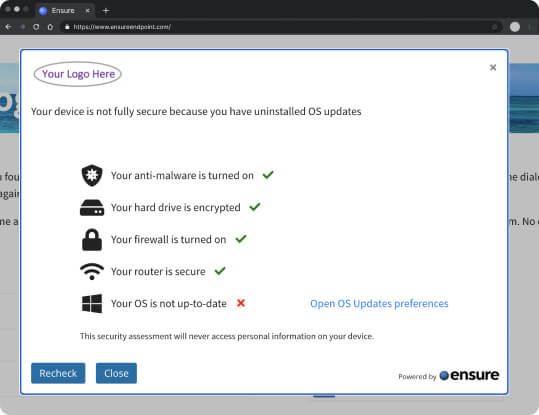 Ensure
https://www.ensureendpoint.com/
Your Logo Here
Your device is not fully secure because you have uninstalled OS updates
Your anti-malware is turned on
Your hard drive is encrypted
Your firewall is turned on
Your router is secure
Your OS is not up-to-date
Open OS Updates preferences
This security assessment will never access personal information on your device.
Recheck
Close
Powered by ensure